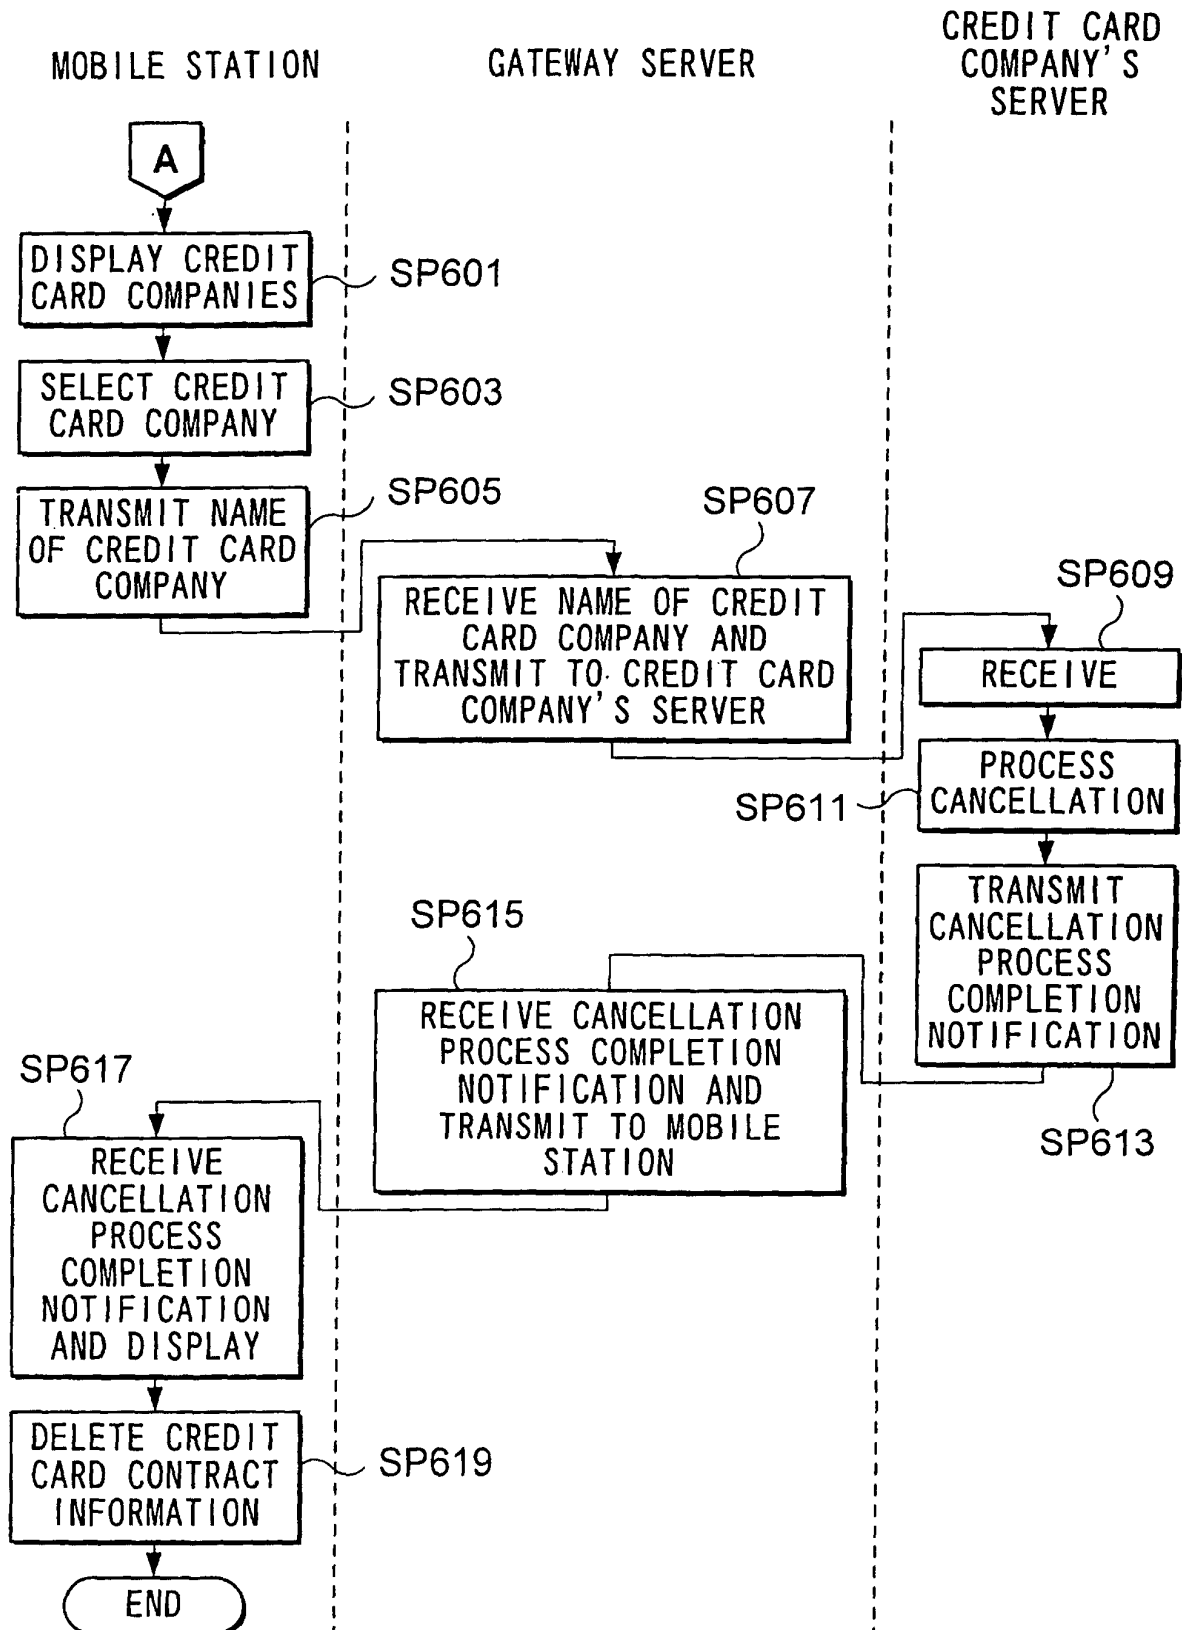 MOBILE STATION
GATEWAY SERVER
CREDIT CARD
COMPANY'S
SERVER
A
DISPLAY CREDIT
CARD COMPANIES
SP601
SELECT CREDIT
CARD COMPANY
SP603
TRANSMIT NAME
OF CREDIT CARD
COMPANY
SP605
SP607
RECEIVE NAME OF CREDIT
CARD COMPANY AND
TRANSMIT TO CREDIT CARD
COMPANY'S SERVER
SP609
RECEIVE
PROCESS
CANCELLATION
SP611
TRANSMIT
CANCELLATION
PROCESS
COMPLETION
NOTIFICATION
SP613
SP615
RECEIVE CANCELLATION
PROCESS COMPLETION
NOTIFICATION AND
TRANSMIT TO MOBILE
STATION
SP617
RECEIVE
CANCELLATION
PROCESS
COMPLETION
NOTIFICATION
AND DISPLAY
DELETE CREDIT
CARD CONTRACT
INFORMATION
SP619
END